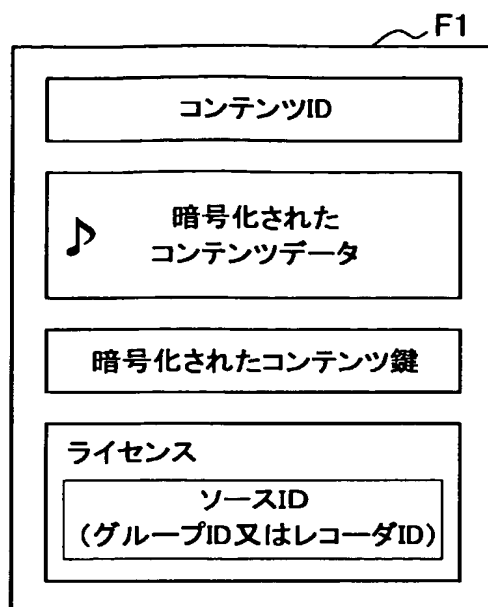 F1
コンテンツID
暗号化された
コンテンツデータ
暗号化されたコンテンツ鍵
ライセンス
ソースID
（グループID又はレコーダID）